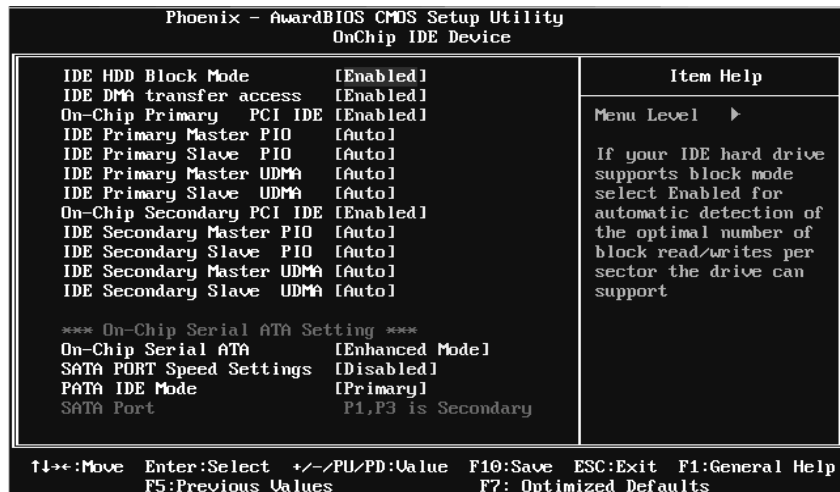 Phoenix - AwardBIOS CMOS Setup Utility
OnChip IDE Device
IDE HDD Block Mode [Enabled]
IDE DMA transfer access [Enabled]
On-Chip Primary PCI IDE [Enabled]
IDE Primary Master PIO [Auto]
IDE Primary Slave PIO [Auto]
IDE Primary Master UDMA [Auto]
IDE Primary Slave UDMA [Auto]
On-Chip Secondary PCI IDE [Enabled]
IDE Secondary Master PIO [Auto]
IDE Secondary Slave PIO [Auto]
IDE Secondary Master UDMA [Auto]
IDE Secondary Slave UDMA [Auto]
*** On-Chip Serial ATA Setting ***
On-Chip Serial ATA [Enhanced Mode]
SATA PORT Speed Settings [Disabled]
PATA IDE Mode [Primary]
SATA Port P1,P3 is Secondary
Item Help
Menu Level ▶
If your IDE hard drive
supports block mode
select Enabled for
automatic detection of
the optimal number of
block read/writes per
sector the drive can
support
↑↓→←:Move Enter:Select +/-/PU/PD:Value F10:Save ESC:Exit F1:General Help
F5:Previous Values F7: Optimized Defaults